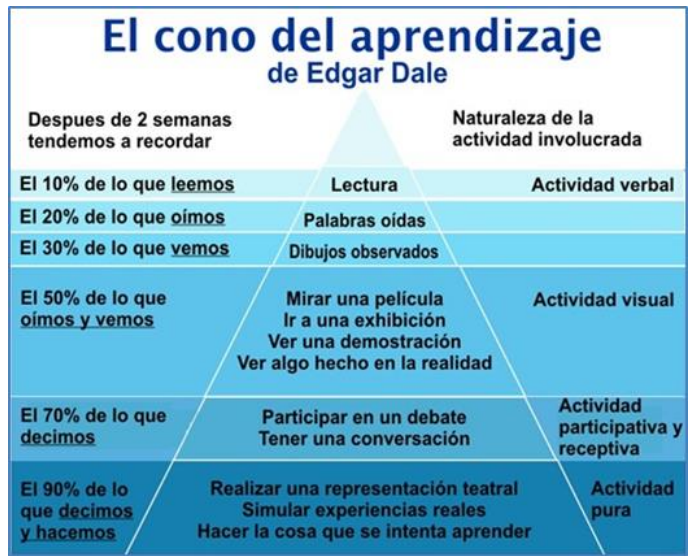 El cono del aprendizaje
de Edgar Dale
Despues de 2 semanas
tendemos a recordar
Naturaleza de la
actividad involucrada
El 10% de lo que leemos
Lectura
Actividad verbal
El 20% de lo que oímos
Palabras oídas
El 30% de lo que vemos
Dibujos observados
El 50% de lo que
oímos y vemos
Mirar una película
Ir a una exhibición
Ver una demostración
Ver algo hecho en la realidad
Actividad visual
El 70% de lo que
decimos
Participar en un debate
Tener una conversación
Actividad
participativa y
receptiva
El 90% de lo
que decimos
y hacemos
Realizar una representación teatral
Simular experiencias reales
Hacer la cosa que se intenta aprender
Actividad
pura